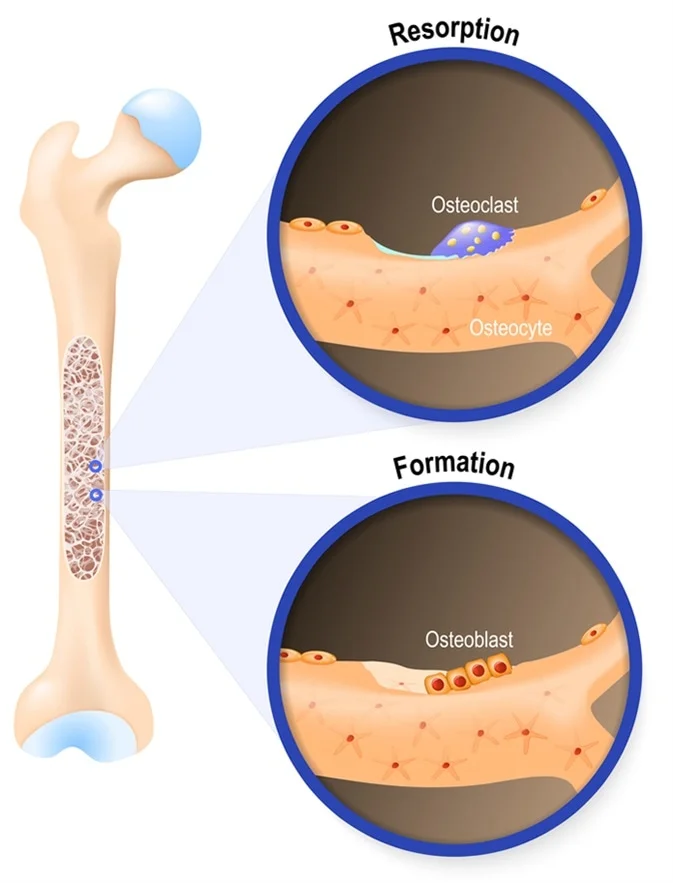 Resorption
Osteoclast
Osteocyte
Formation
Osteoblast